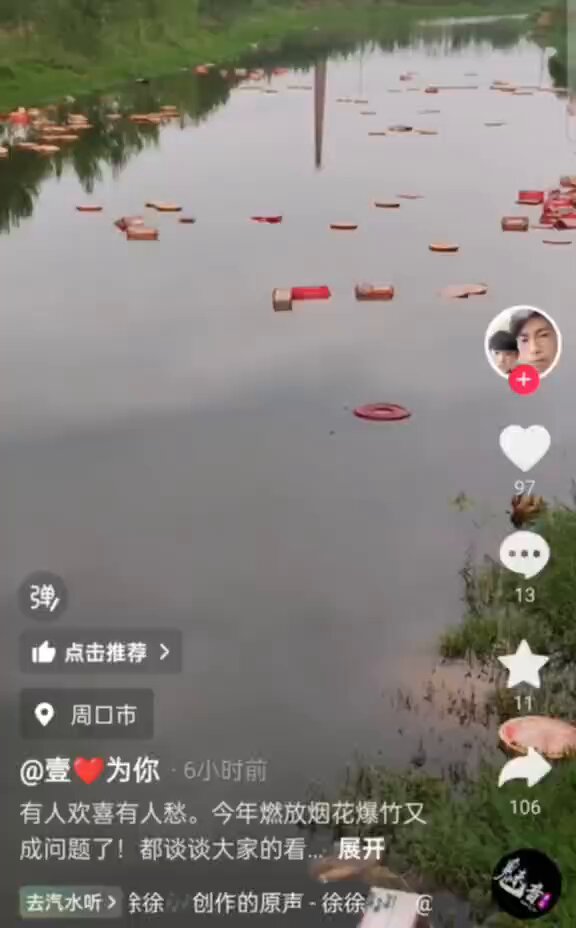 97
弹
13
点击推荐 >
11
周口市
@壹❤️为你 · 6小时前
106
有人欢喜有人愁。今年燃放烟花爆竹又
成问题了！都谈谈大家的看... 展开
去汽水听 > 徐徐🎶 创作的原声 - 徐徐🎶 @